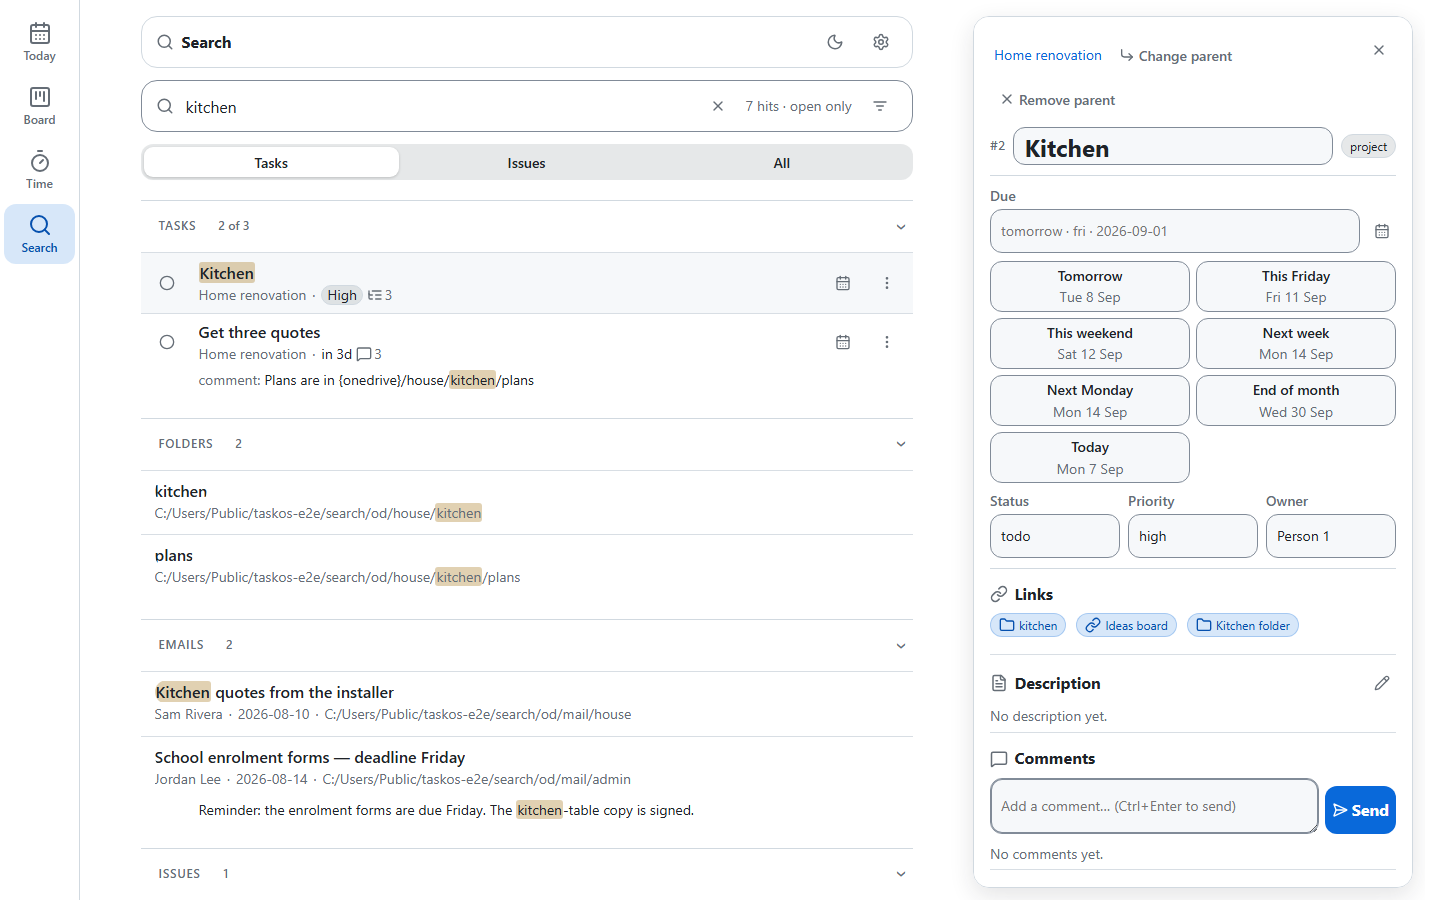 Today
Board
Time
Search
Search
kitchen
7 hits · open only
Tasks
Issues
All
TASKS 2 of 3
Kitchen
Home renovation · High 3
Get three quotes
Home renovation · in 3d 3
comment: Plans are in {onedrive}/house/kitchen/plans
FOLDERS 2
kitchen
C:/Users/Public/taskos-e2e/search/od/house/kitchen
plans
C:/Users/Public/taskos-e2e/search/od/house/kitchen/plans
EMAILS 2
Kitchen quotes from the installer
Sam Rivera · 2026-08-10 · C:/Users/Public/taskos-e2e/search/od/mail/house
School enrolment forms — deadline Friday
Jordan Lee · 2026-08-14 · C:/Users/Public/taskos-e2e/search/od/mail/admin
Reminder: the enrolment forms are due Friday. The kitchen-table copy is signed.
ISSUES 1
Home renovation
Change parent
Remove parent
#2 Kitchen project
Due
tomorrow · fri · 2026-09-01
Tomorrow
Tue 8 Sep
This Friday
Fri 11 Sep
This weekend
Sat 12 Sep
Next week
Mon 14 Sep
Next Monday
Mon 14 Sep
End of month
Wed 30 Sep
Today
Mon 7 Sep
Status
todo
Priority
high
Owner
Person 1
Links
kitchen
Ideas board
Kitchen folder
Description
No description yet.
Comments
Add a comment... (Ctrl+Enter to send)
Send
No comments yet.